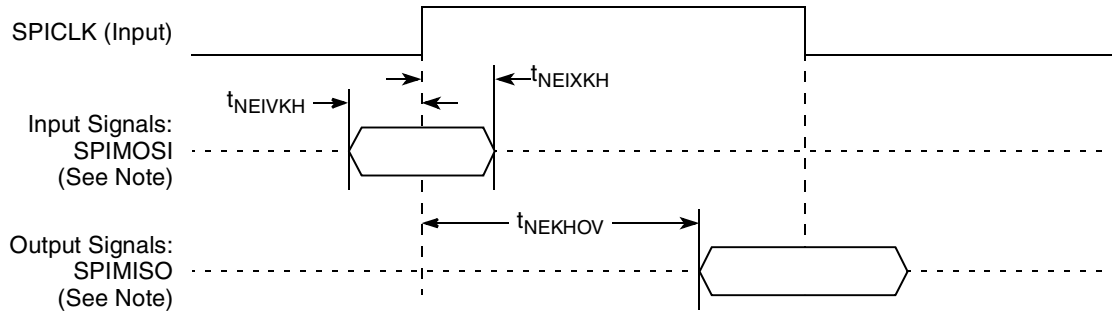 SPICLK (Input)
tNEIXKH
tNEIVKH
Input Signals:
SPIMOSI
(See Note)
tNEKHOV
Output Signals:
SPIMISO
(See Note)